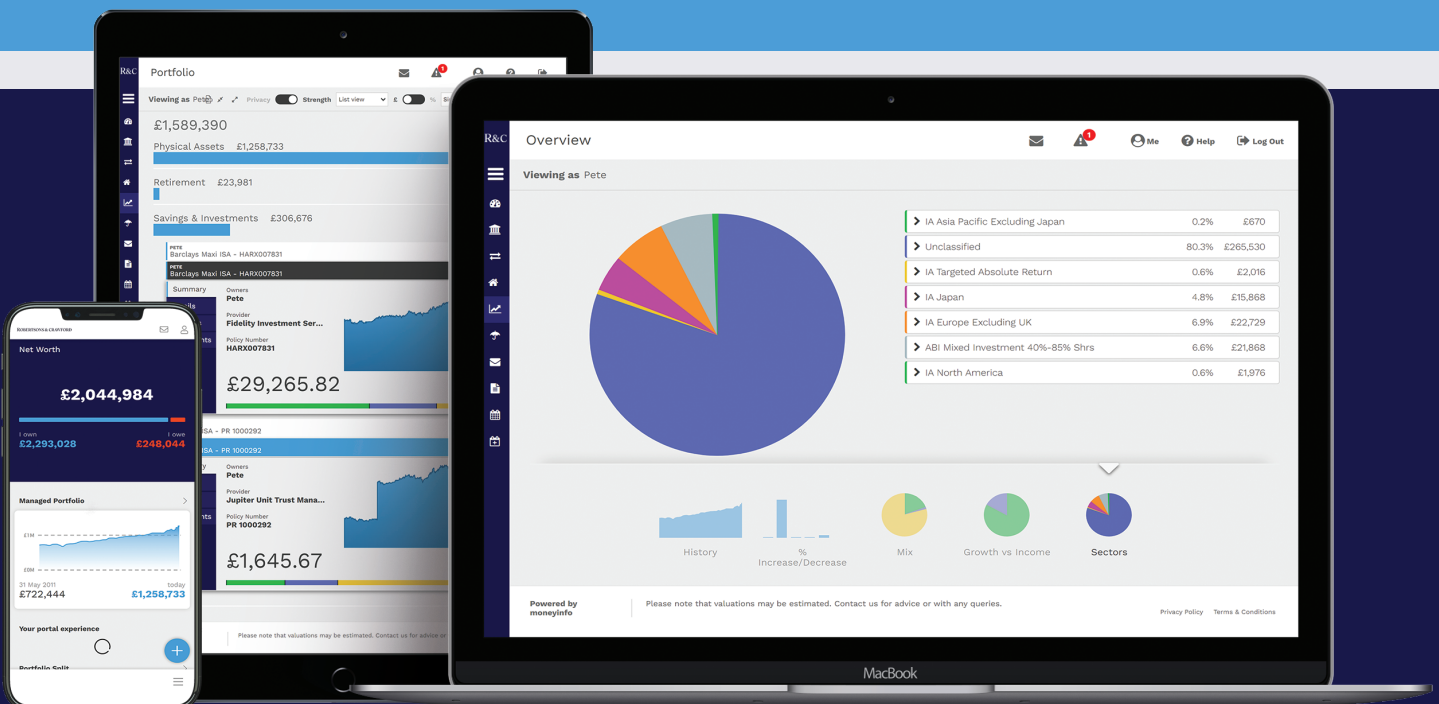 R&C
Portfolio
1
Viewing as Pete
Privacy
Strength
List view
£
%
£1,589,390
Physical Assets £1,258,733
Retirement £23,981
Savings & Investments £306,676
PETE
Barclays Maxi ISA - HARX007831
PETE
Barclays Maxi ISA - HARX007831
Summary
Owners
Pete
Provider
Fidelity Investment Ser...
Policy Number
HARX007831
£29,265.82
ISA - PR 1000292
ISA - PR 1000292
Owners
Pete
Provider
Jupiter Unit Trust Mana...
Policy Number
PR 1000292
£1,645.67
Please note that valuations may be estimated. Contact us for advice or
ROBERTSONS & CRAWFORD
Net Worth
£2,044,984
I own
I owe
£2,293,028
£248,044
Managed Portfolio
£1M
£0M
31 May 2011
today
£722,444
£1,258,733
Your portal experience
Portfolio Split
R&C
Overview
1
Me
Help
Log Out
Viewing as Pete
IA Asia Pacific Excluding Japan 0.2% £670
Unclassified 80.3% £265,530
IA Targeted Absolute Return 0.6% £2,016
IA Japan 4.8% £15,868
IA Europe Excluding UK 6.9% £22,729
ABI Mixed Investment 40%-85% Shrs 6.6% £21,868
IA North America 0.6% £1,976
History
%
Increase/Decrease
Mix
Growth vs Income
Sectors
Powered by
moneyinfo
Please note that valuations may be estimated. Contact us for advice or with any queries.
Privacy Policy Terms & Conditions
MacBook